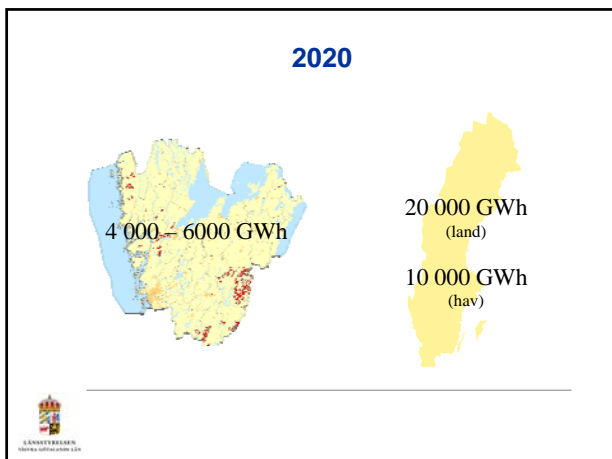 2020
4 000 – 6000 GWh
20 000 GWh
(land)
10 000 GWh
(hav)
LÄNSSTYRELSEN
VÄSTRA GÖTALANDS LÄN